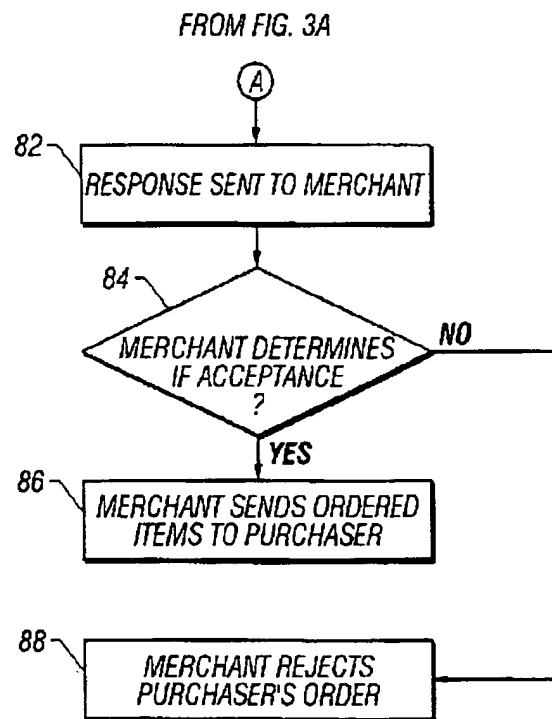 FROM FIG. 3A
A
82
RESPONSE SENT TO MERCHANT
84
MERCHANT DETERMINES
IF ACCEPTANCE
?
NO
YES
86
MERCHANT SENDS ORDERED
ITEMS TO PURCHASER
88
MERCHANT REJECTS
PURCHASER'S ORDER